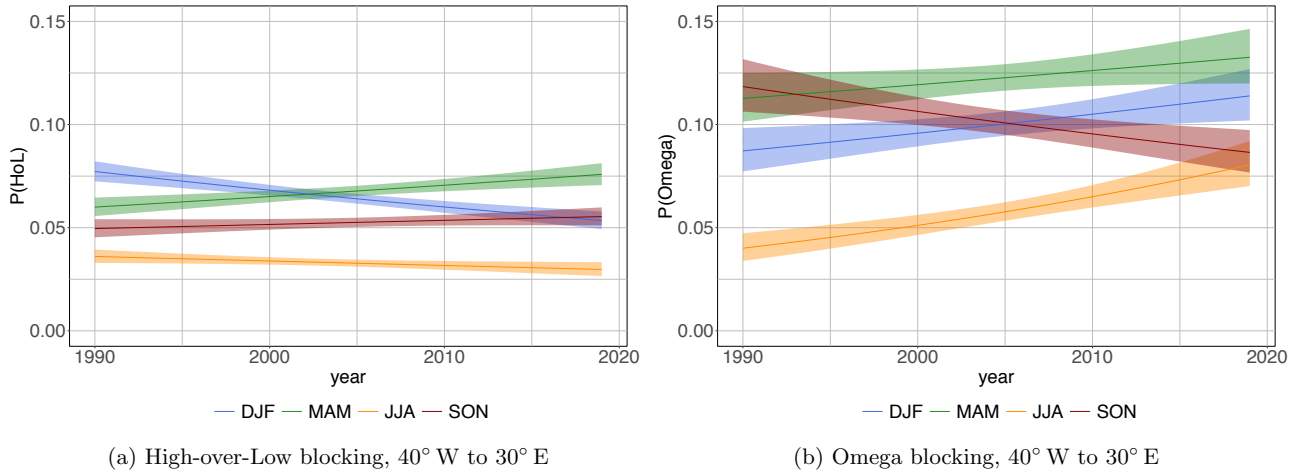 0.15
0.10
0.05
0.00
P(HoL)
1990 2000 2010 2020
year
DJF MAM JJA SON
(a) High-over-Low blocking, 40° W to 30° E
0.15
0.10
0.05
0.00
P(Omega)
1990 2000 2010 2020
year
DJF MAM JJA SON
(b) Omega blocking, 40° W to 30° E